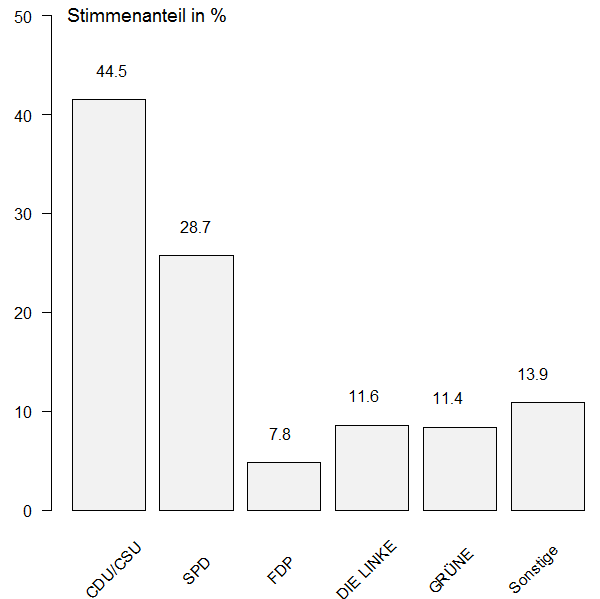 Stimmenanteil in %
50
40
30
20
10
0
44.5
28.7
7.8
11.6
11.4
13.9
CDU/CSU
SPD
FDP
DIE LINKE
GRÜNE
Sonstige